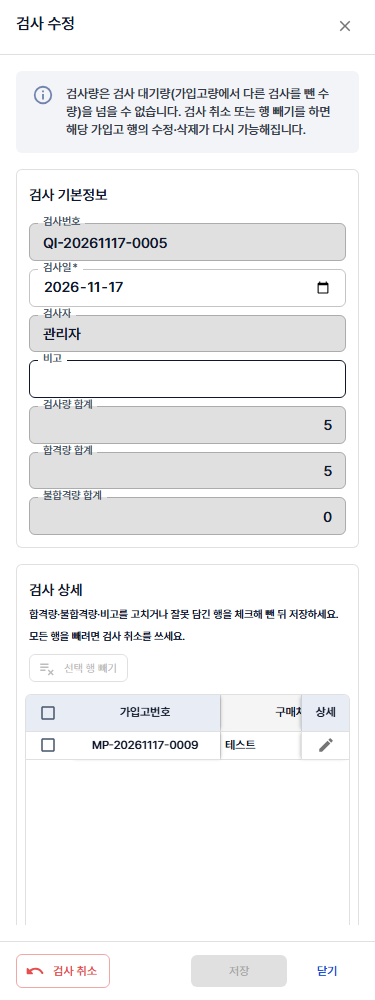 검사 수정
검사량은 검사 대기량(가입고량에서 다른 검사를 뺀 수
량)을 넘을 수 없습니다. 검사 취소 또는 행 빼기를 하면
해당 가입고 행의 수정·삭제가 다시 가능해집니다.
검사 기본정보
검사번호
QI-20261117-0005
검사일*
2026-11-17
검사자
관리자
비고
검사량 합계
5
합격량 합계
5
불합격량 합계
0
검사 상세
합격량·불합격량·비고를 고치거나 잘못 담긴 행을 체크해 뺀 뒤 저장하세요.
모든 행을 빼려면 검사 취소를 쓰세요.
선택 행 빼기
가입고번호 구매처 상세
MP-20261117-0009 테스트
검사 취소 저장 닫기